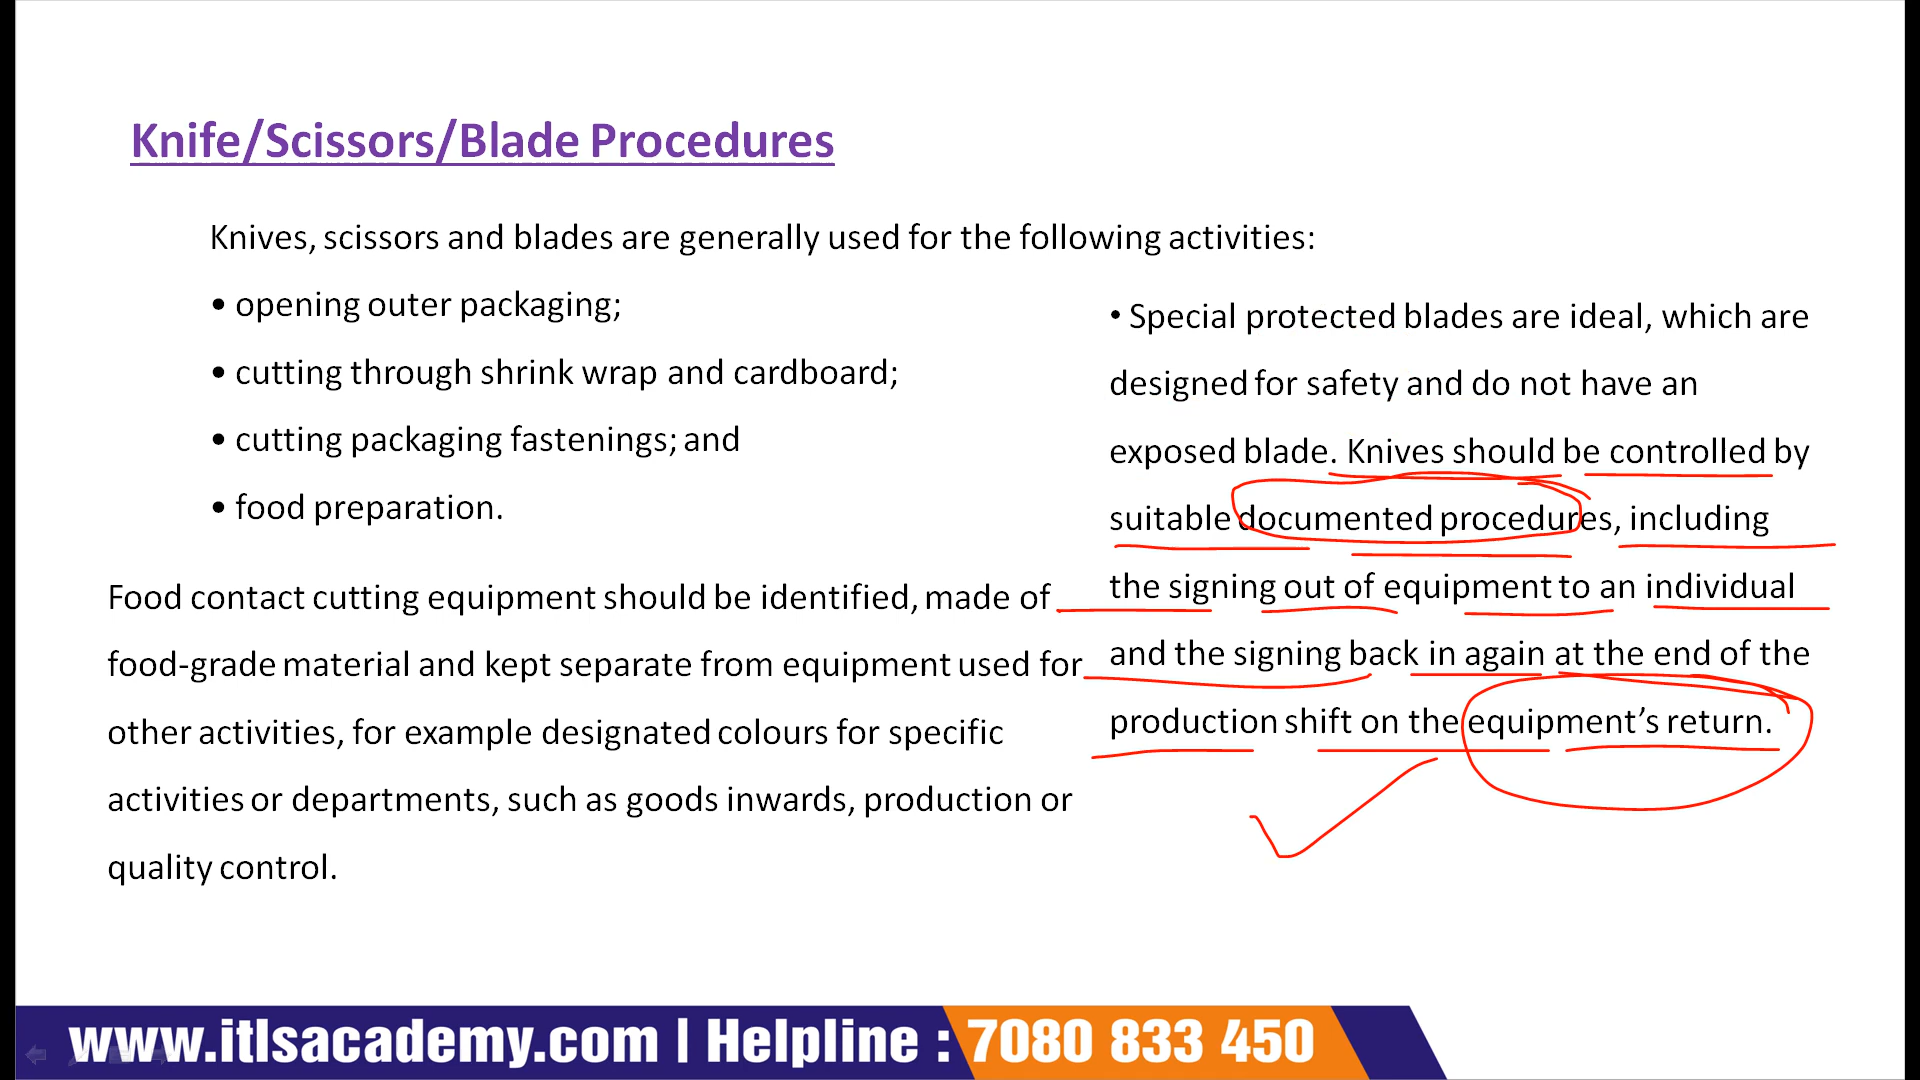 Knife/Scissors/Blade Procedures
Knives, scissors and blades are generally used for the following activities:
• opening outer packaging;
• cutting through shrink wrap and cardboard;
• cutting packaging fastenings; and
• food preparation.
Food contact cutting equipment should be identified, made of
food-grade material and kept separate from equipment used for
other activities, for example designated colours for specific
activities or departments, such as goods inwards, production or
quality control.
• Special protected blades are ideal, which are
designed for safety and do not have an
exposed blade. Knives should be controlled by
suitable documented procedures, including
the signing out of equipment to an individual
and the signing back in again at the end of the
production shift on the equipment’s return.
www.itlsacademy.com | Helpline : 7080 833 450